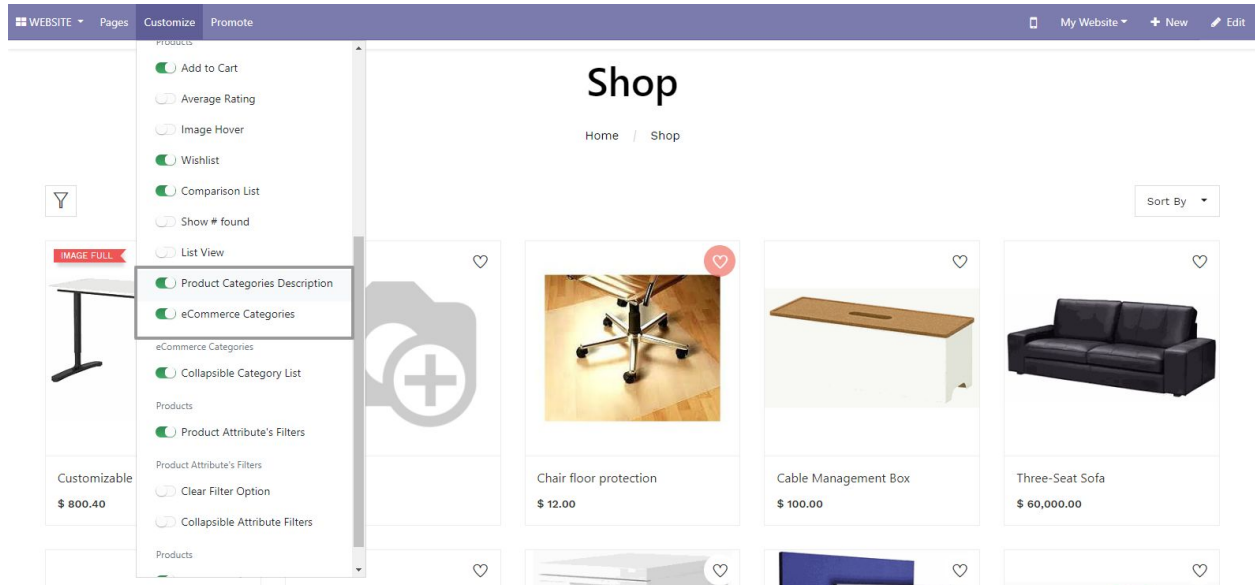 WEBSITE Pages Customize Promote My Website + New Edit
Products
Add to Cart
Average Rating
Image Hover
Wishlist
Comparison List
Show # found
List View
Product Categories Description
eCommerce Categories
eCommerce Categories
Collapsible Category List
Products
Product Attribute's Filters
Product Attribute's Filters
Clear Filter Option
Collapsible Attribute Filters
Products
Shop
Home / Shop
Sort By
IMAGE FULL
Customizable
$ 800.40
Chair floor protection
$ 12.00
Cable Management Box
$ 100.00
Three-Seat Sofa
$ 60,000.00